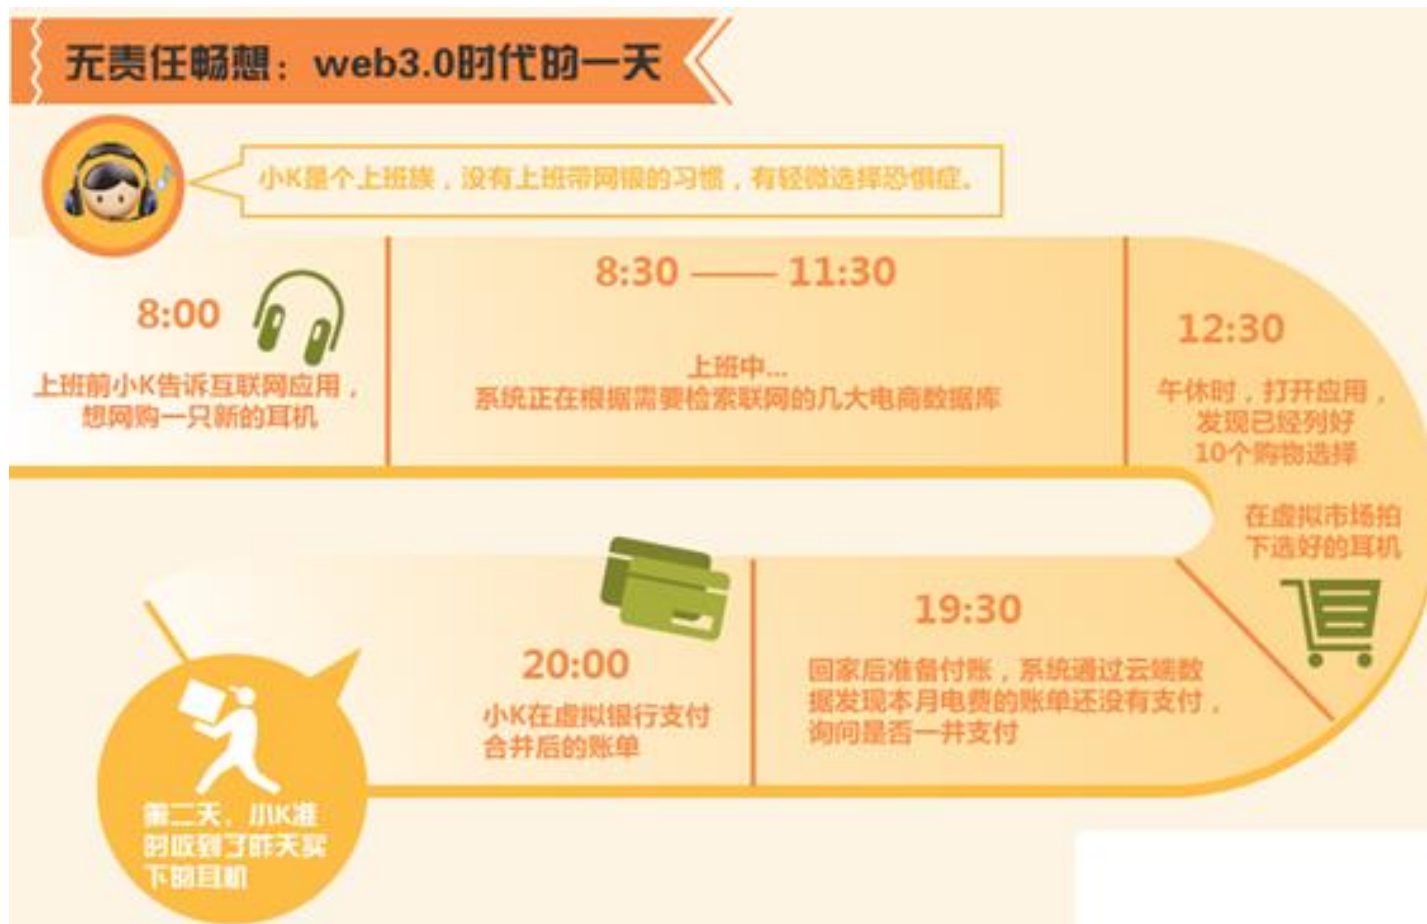 无责任畅想：web3.0时代的一天
小K是个上班族，没有上班带网银的习惯，有轻微选择恐惧症。
8:00
上班前小K告诉互联网应用，
想网购一只新的耳机
8:30 —— 11:30
上班中...
系统正在根据需要检索联网的几大电商数据库
12:30
午休时，打开应用，
发现已经列好
10个购物选择
在虚拟市场拍
下选好的耳机
19:30
回家后准备付账，系统通过云端数
据发现本月电费的账单还没有支付，
询问是否一并支付
20:00
小K在虚拟银行支付
合并后的账单
第二天，小K准
时收到了昨天买
下的耳机